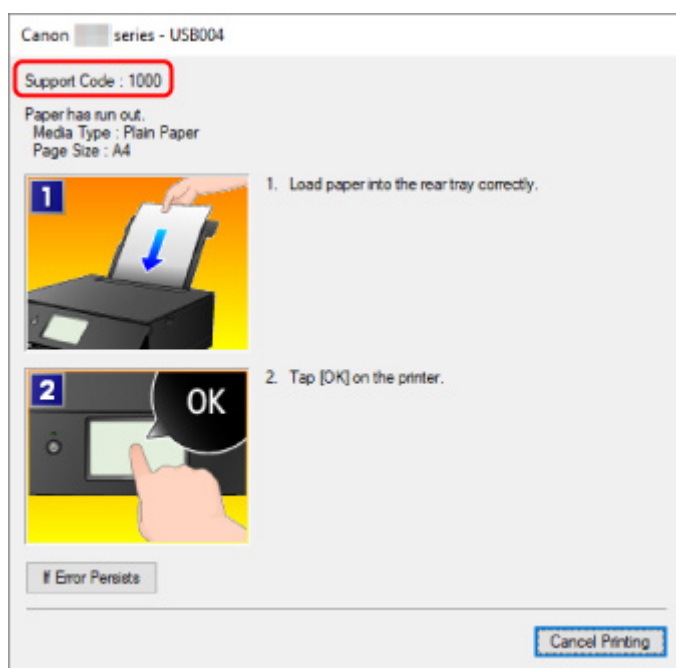 Canon series - USB004
Support Code : 1000
Paper has run out.
Media Type : Plain Paper
Page Size : A4
1
1. Load paper into the rear tray correctly.
2
OK
2. Tap [OK] on the printer.
If Error Persists
Cancel Printing